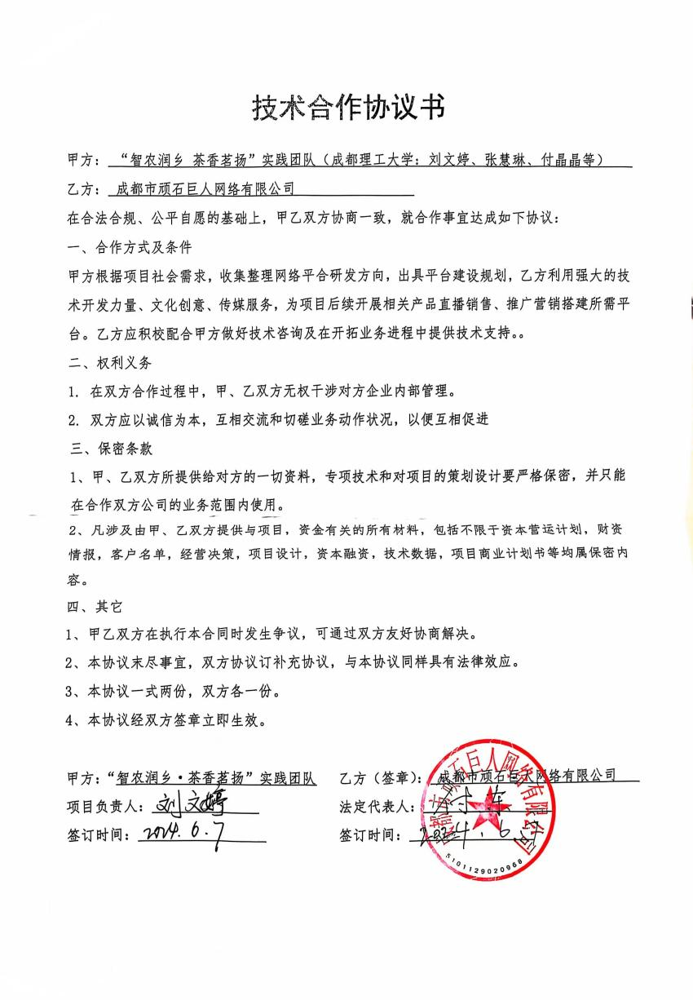 技术合作协议书
甲方：“智农润乡 茶香茗扬”实践团队（成都理工大学：刘文婷、张慧琳、付晶晶等）
乙方：成都市顽石巨人网络有限公司
在合法合规、公平自愿的基础上，甲乙双方协商一致，就合作事宜达成如下协议：
一、合作方式及条件
甲方根据项目社会需求，收集整理网络平合研发方向，出具平台建设规划，乙方利用强大的技
术开发力量、文化创意、传媒服务，为项目后续开展相关产品直播销售、推广营销搭建所需平
台。乙方应积校配合甲方做好技术咨询及在开拓业务进程中提供技术支持。。
二、权利义务
1. 在双方合作过程中，甲、乙双方无权干涉对方企业内部管理。
2. 双方应以诚信为本，互相交流和切磋业务动作状况，以便互相促进
三、保密条款
1、甲、乙双方所提供给对方的一切资料，专项技术和对项目的策划设计要严格保密，并只能
在合作双方公司的业务范围内使用。
2、凡涉及由甲、乙双方提供与项目，资金有关的所有材料，包括不限于资本营运计划，财资
情报，客户名单，经营决策，项目设计，资本融资，技术数据，项目商业计划书等均属保密内
容。
四、其它
1、甲乙双方在执行本合同时发生争议，可通过双方友好协商解决。
2、本协议末尽事宜，双方协议订补充协议，与本协议同样具有法律效应。
3、本协议一式两份，双方各一份。
4、本协议经双方签章立即生效。
甲方：“智农润乡·茶香茗扬”实践团队
项目负责人：刘文婷
签订时间：2024.6.7
乙方（签章）：成都市顽石巨人网络有限公司
法定代表人：
签订时间：2024.6.7
成都市顽石巨人网络有限公司
5101129020968